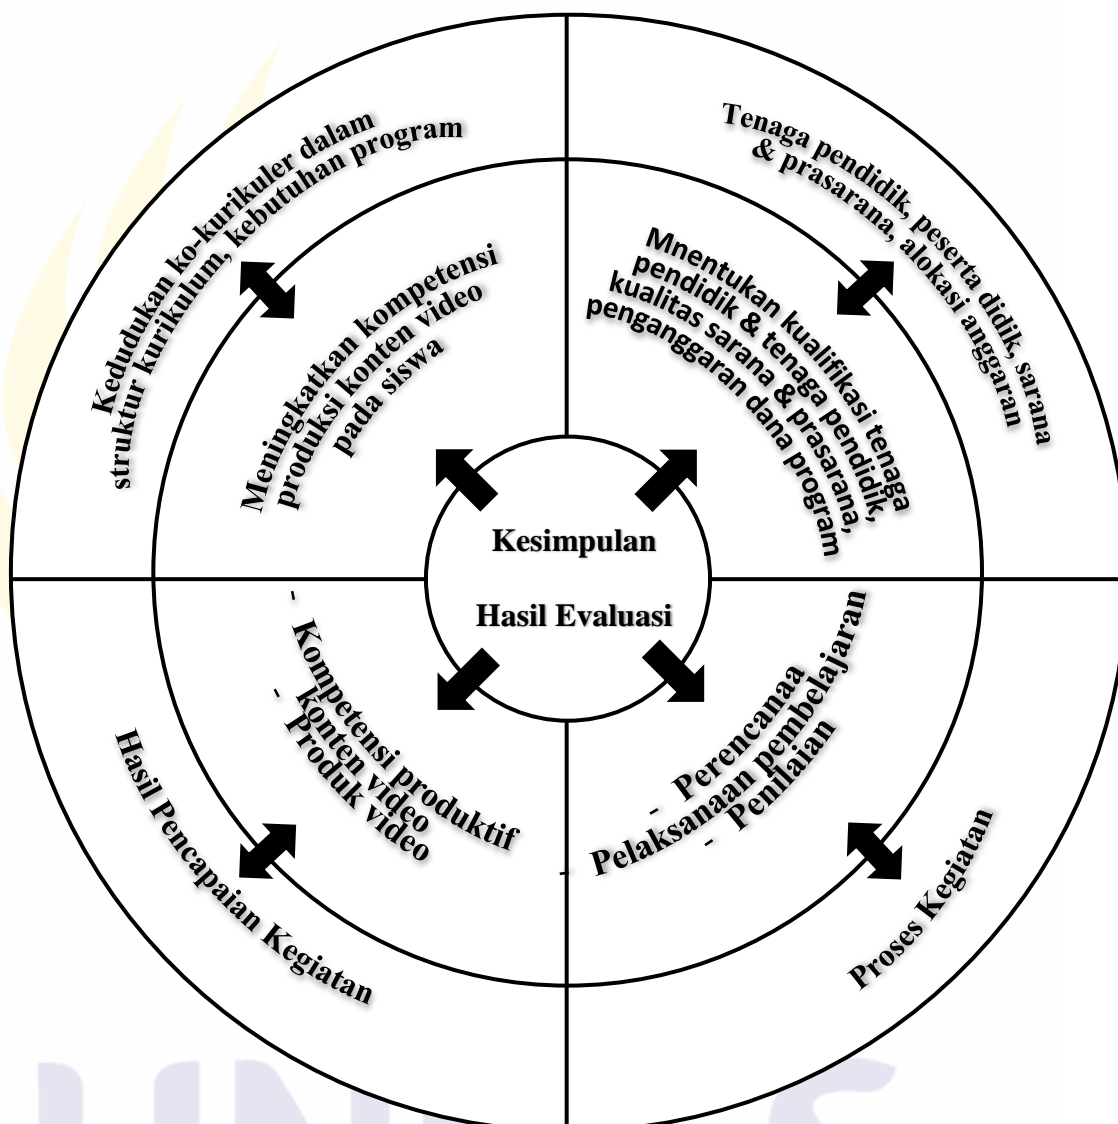 Kedudukan ko-kurikuler dalam
struktur kurikulum, kebutuhan program
Tenaga pendidik, peserta didik, sarana
& prasarana, alokasi anggaran
Meningkatkan kompetensi
produksi konten video
pada siswa
Mnentukan kualifikasi tenaga
pendidik & tenaga pendidik,
kualitas sarana & prasarana,
penganggaran dana program
Kesimpulan
Hasil Evaluasi
- Kompetensi produktif
konten video
- Produk video
- Perencanaa
- Pelaksanaan pembelajaran
- Penilaian
Hasil Pencapaian Kegiatan
Proses Kegiatan